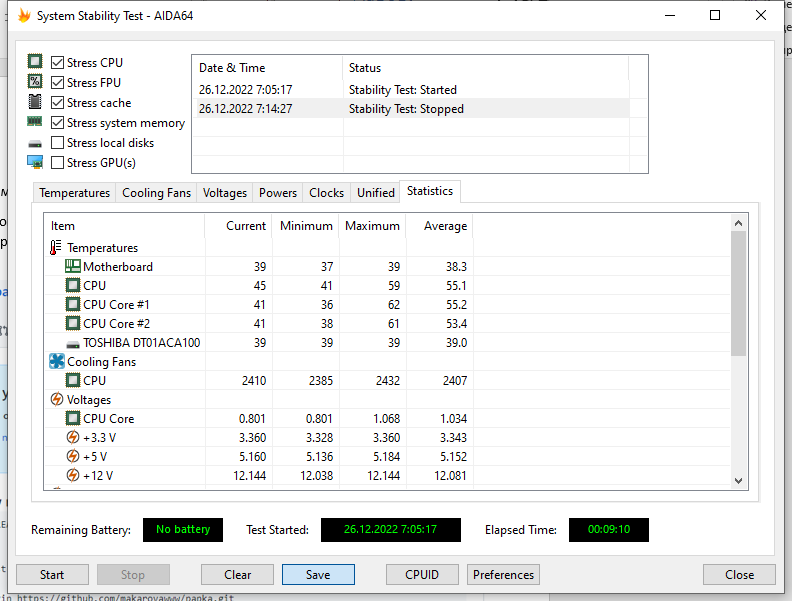 System Stability Test - AIDA64
Stress CPU
Stress FPU
Stress cache
Stress system memory
Stress local disks
Stress GPU(s)
Date & Time Status
26.12.2022 7:05:17 Stability Test: Started
26.12.2022 7:14:27 Stability Test: Stopped
Temperatures Cooling Fans Voltages Powers Clocks Unified Statistics
Item Current Minimum Maximum Average
Temperatures
Motherboard 39 37 39 38.3
CPU 45 41 59 55.1
CPU Core #1 41 36 62 55.2
CPU Core #2 41 38 61 53.4
TOSHIBA DT01ACA100 39 39 39 39.0
Cooling Fans
CPU 2410 2385 2432 2407
Voltages
CPU Core 0.801 0.801 1.068 1.034
+3.3 V 3.360 3.328 3.360 3.343
+5 V 5.160 5.136 5.184 5.152
+12 V 12.144 12.038 12.144 12.081
Remaining Battery: No battery Test Started: 26.12.2022 7:05:17 Elapsed Time: 00:09:10
Start Stop Clear Save CPUID Preferences Close
https://github.com/makarovawww/papka.git